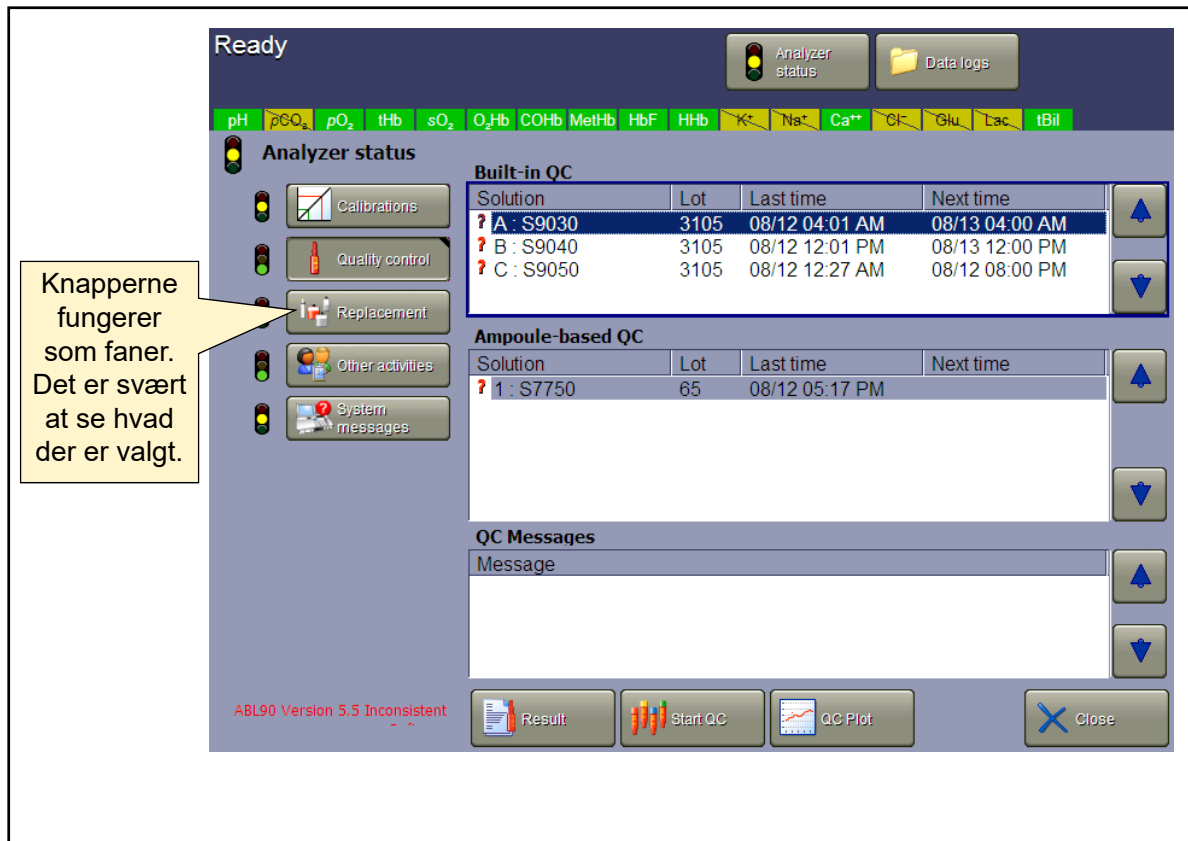 Ready
Analyzer status
Data logs
pH pCO₂ pO₂ tHb sO₂ O₂Hb COHb MetHb HbF HHb K⁺ Na⁺ Ca⁺⁺ Cl⁻ Glu Lac tBil
Analyzer status
Calibrations
Quality control
Replacement
Other activities
System messages
Knapperne
fungerer
som faner.
Det er svært
at se hvad
der er valgt.
Built-in QC
Solution Lot Last time Next time
? A : S9030 3105 08/12 04:01 AM 08/13 04:00 AM
? B : S9040 3105 08/12 12:01 PM 08/13 12:00 PM
? C : S9050 3105 08/12 12:27 AM 08/12 08:00 PM
Ampoule-based QC
Solution Lot Last time Next time
? 1 : S7750 65 08/12 05:17 PM
QC Messages
Message
ABL90 Version 5.5 Inconsistent
Result
Start QC
QC Plot
Close